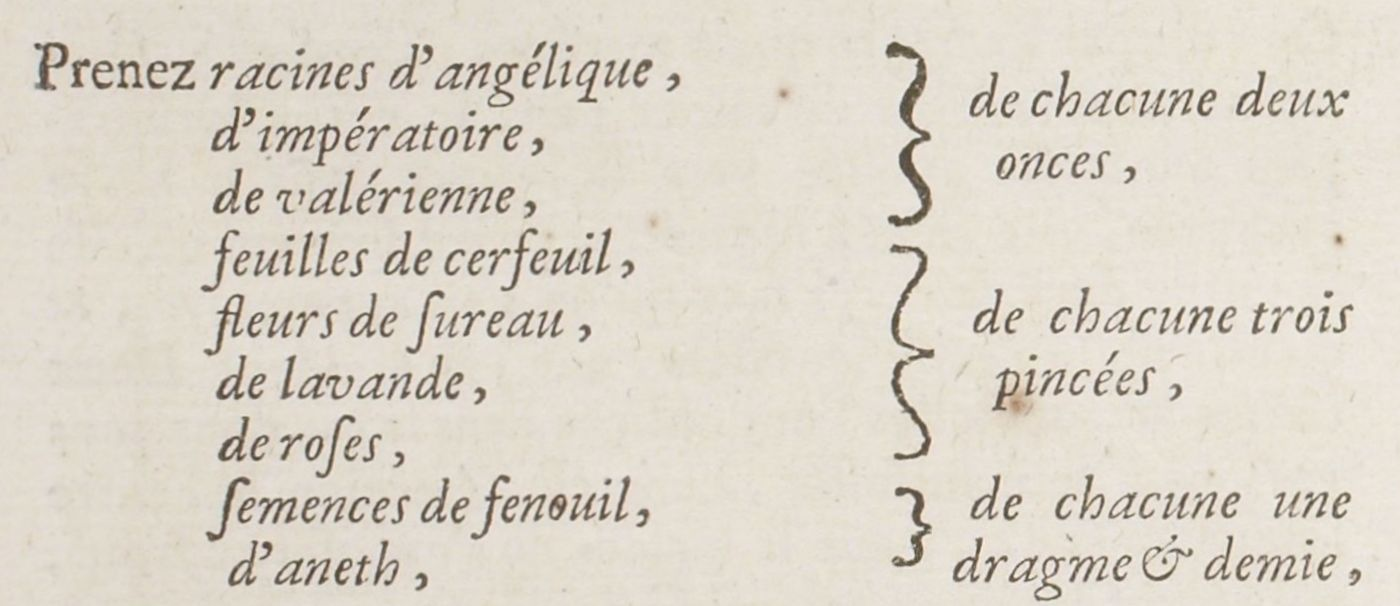 Prenez racines d'angélique,
d'impératoire,
de valérienne,
de chacune deux
onces,
feuilles de cerfeuil,
fleurs de ſureau,
de lavande,
de roſes,
de chacune trois
pincées,
ſemences de fenouil,
d'aneth,
de chacune une
dragme & demie,